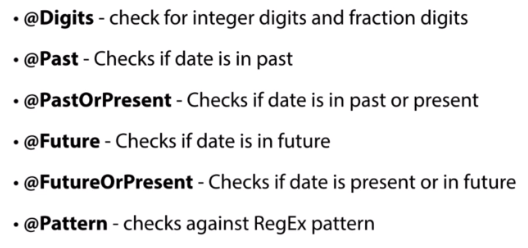 • @Digits - check for integer digits and fraction digits
• @Past - Checks if date is in past
• @PastOrPresent - Checks if date is in past or present
• @Future - Checks if date is in future
• @FutureOrPresent - Checks if date is present or in future
• @Pattern - checks against RegEx pattern